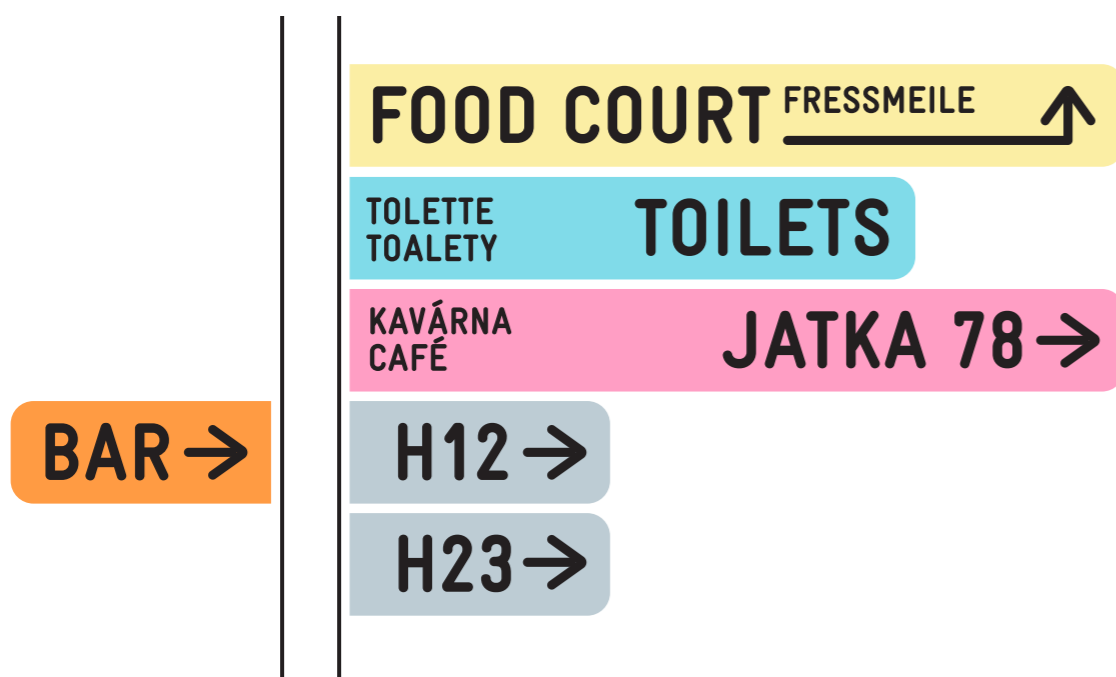 FOOD COURT FRESSMEILE
TOLETTE
TOALETY
TOILETS
KAVÁRNA
CAFÉ
JATKA 78→
BAR→
H12→
H23→